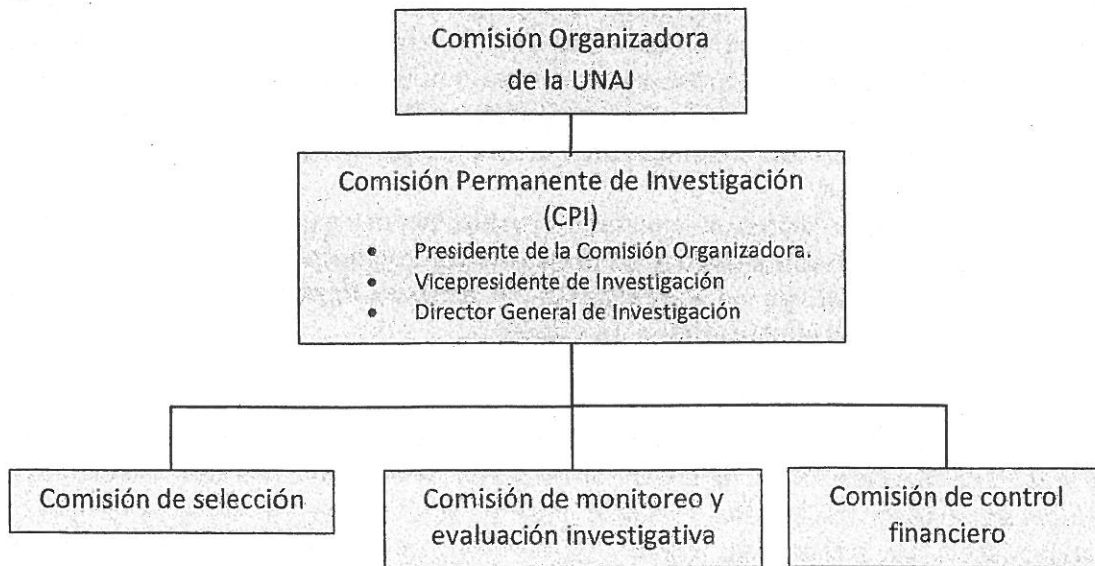 Comisión Organizadora
de la UNAJ
Comisión Permanente de Investigación
(CPI)
• Presidente de la Comisión Organizadora.
• Vicepresidente de Investigación
• Director General de Investigación
Comisión de selección
Comisión de monitoreo y
evaluación investigativa
Comisión de control
financiero